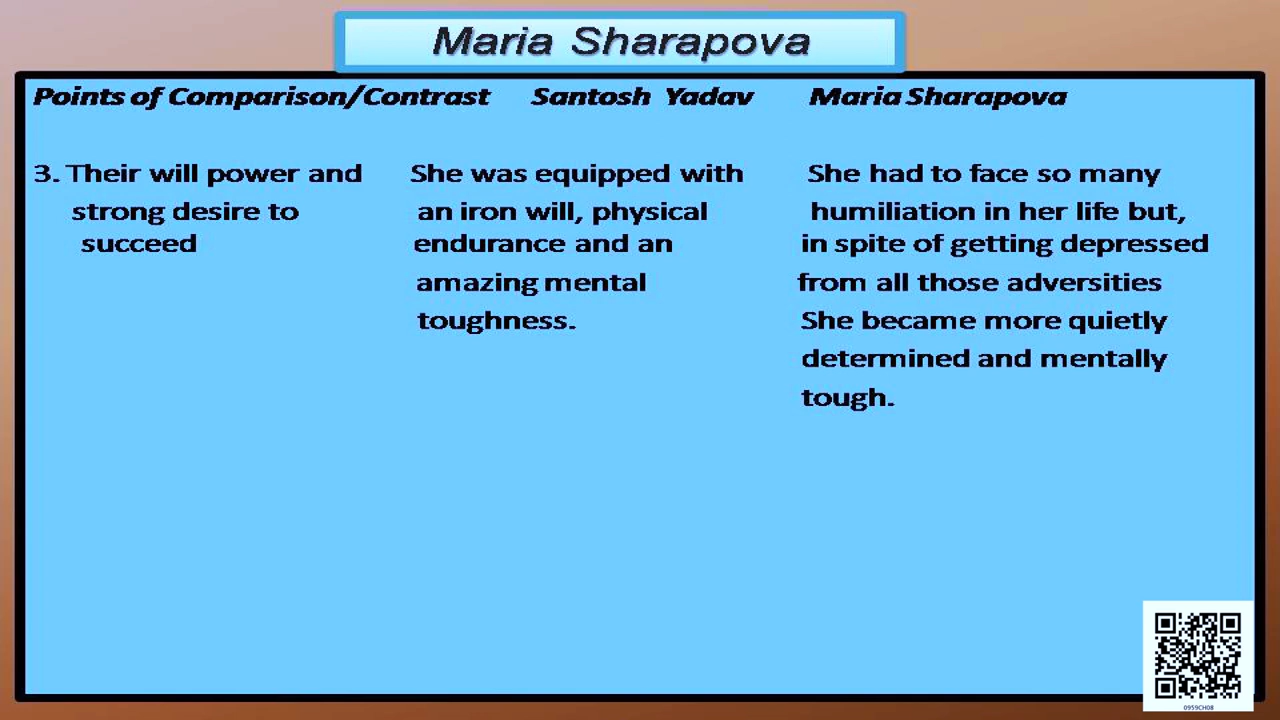 Maria Sharapova
Points of Comparison/Contrast Santosh Yadav Maria Sharapova
3. Their will power and
strong desire to
succeed
She was equipped with
an iron will, physical
endurance and an
amazing mental
toughness.
She had to face so many
humiliation in her life but,
in spite of getting depressed
from all those adversities
She became more quietly
determined and mentally
tough.
0959CH08